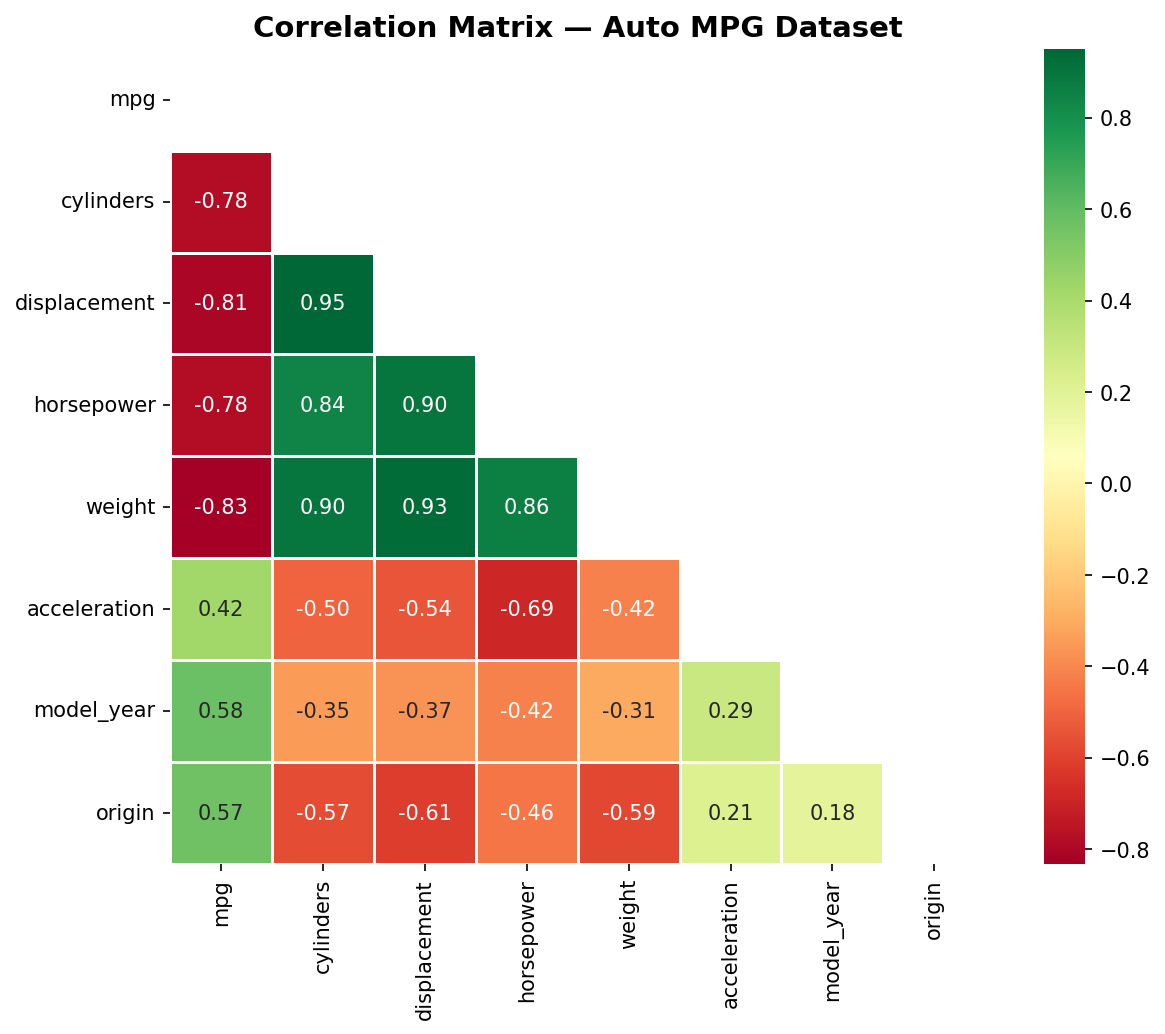 Correlation Matrix — Auto MPG Dataset
mpg
cylinders -0.78
displacement -0.81 0.95
horsepower -0.78 0.84 0.90
weight -0.83 0.90 0.93 0.86
acceleration 0.42 -0.50 -0.54 -0.69 -0.42
model_year 0.58 -0.35 -0.37 -0.42 -0.31 0.29
origin 0.57 -0.57 -0.61 -0.46 -0.59 0.21 0.18
mpg cylinders displacement horsepower weight acceleration model_year origin
0.8
0.6
0.4
0.2
0.0
−0.2
−0.4
−0.6
−0.8